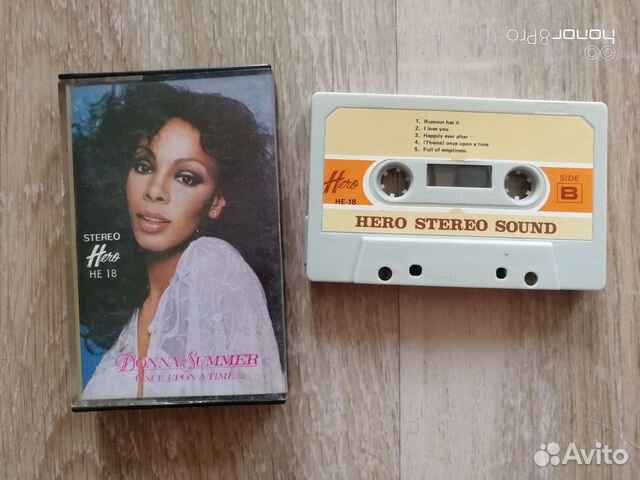 HONOR 8Pro
STEREO
Hero
HE 18
DONNA SUMMER
ONCE UPON A TIME...
1. Rumour has it
2. I love you
3. Happily ever after
4. (Theme) once upon a time
5. Full of emptiness
Hero
HE-18
SIDE
B
HERO STEREO SOUND
Avito